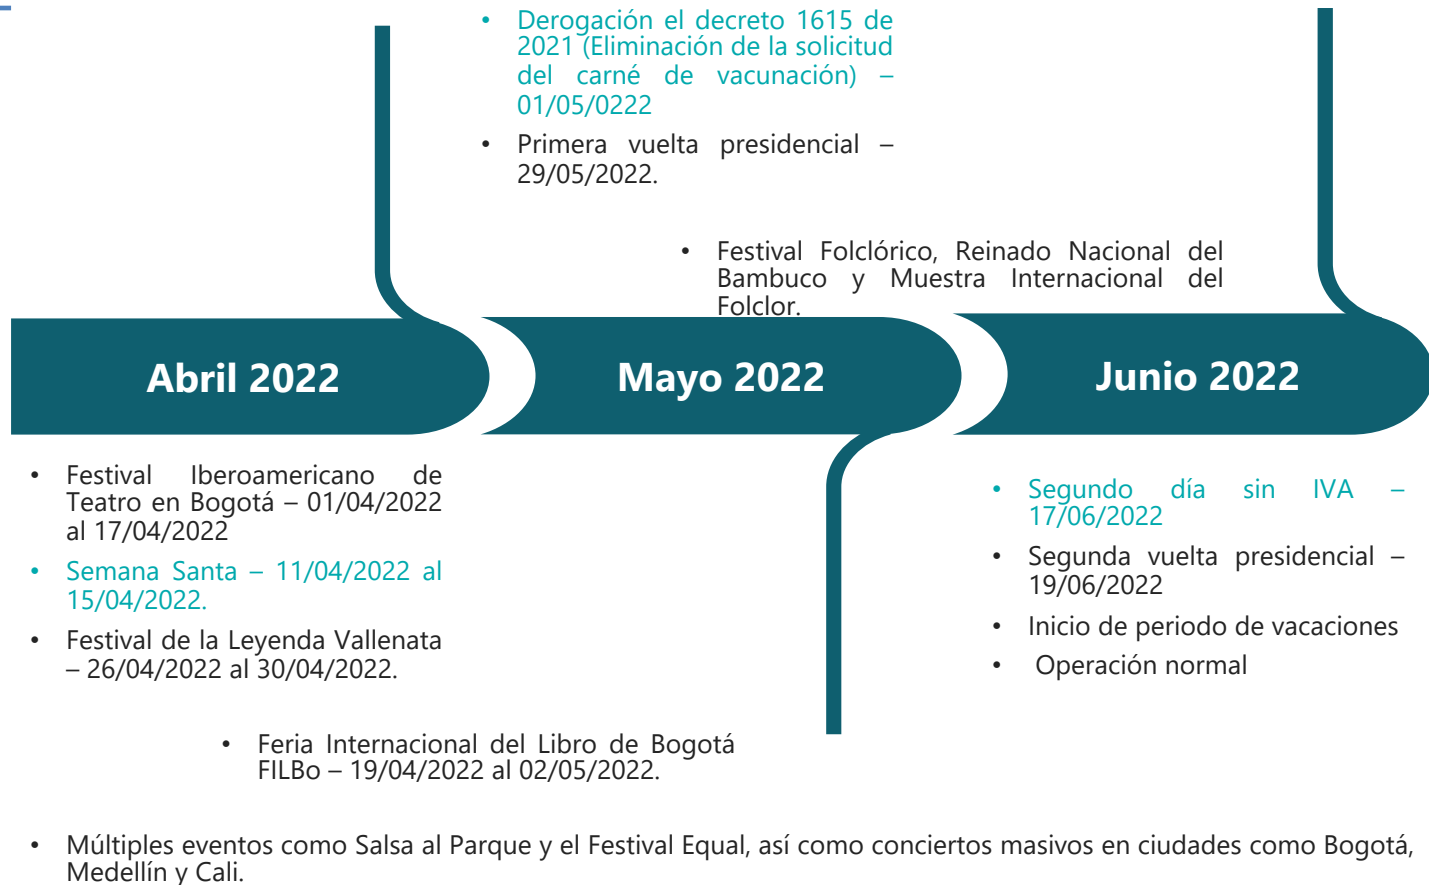 • Derogación el decreto 1615 de
2021 (Eliminación de la solicitud
del carné de vacunación) –
01/05/0222
• Primera vuelta presidencial –
29/05/2022.
• Festival Folclórico, Reinado Nacional del
Bambuco y Muestra Internacional del
Folclor.
Abril 2022
Mayo 2022
Junio 2022
• Festival Iberoamericano de
Teatro en Bogotá – 01/04/2022
al 17/04/2022
• Semana Santa – 11/04/2022 al
15/04/2022.
• Festival de la Leyenda Vallenata
– 26/04/2022 al 30/04/2022.
• Segundo día sin IVA –
17/06/2022
• Segunda vuelta presidencial –
19/06/2022
• Inicio de periodo de vacaciones
• Operación normal
• Feria Internacional del Libro de Bogotá
FILBo – 19/04/2022 al 02/05/2022.
• Múltiples eventos como Salsa al Parque y el Festival Equal, así como conciertos masivos en ciudades como Bogotá,
Medellín y Cali.